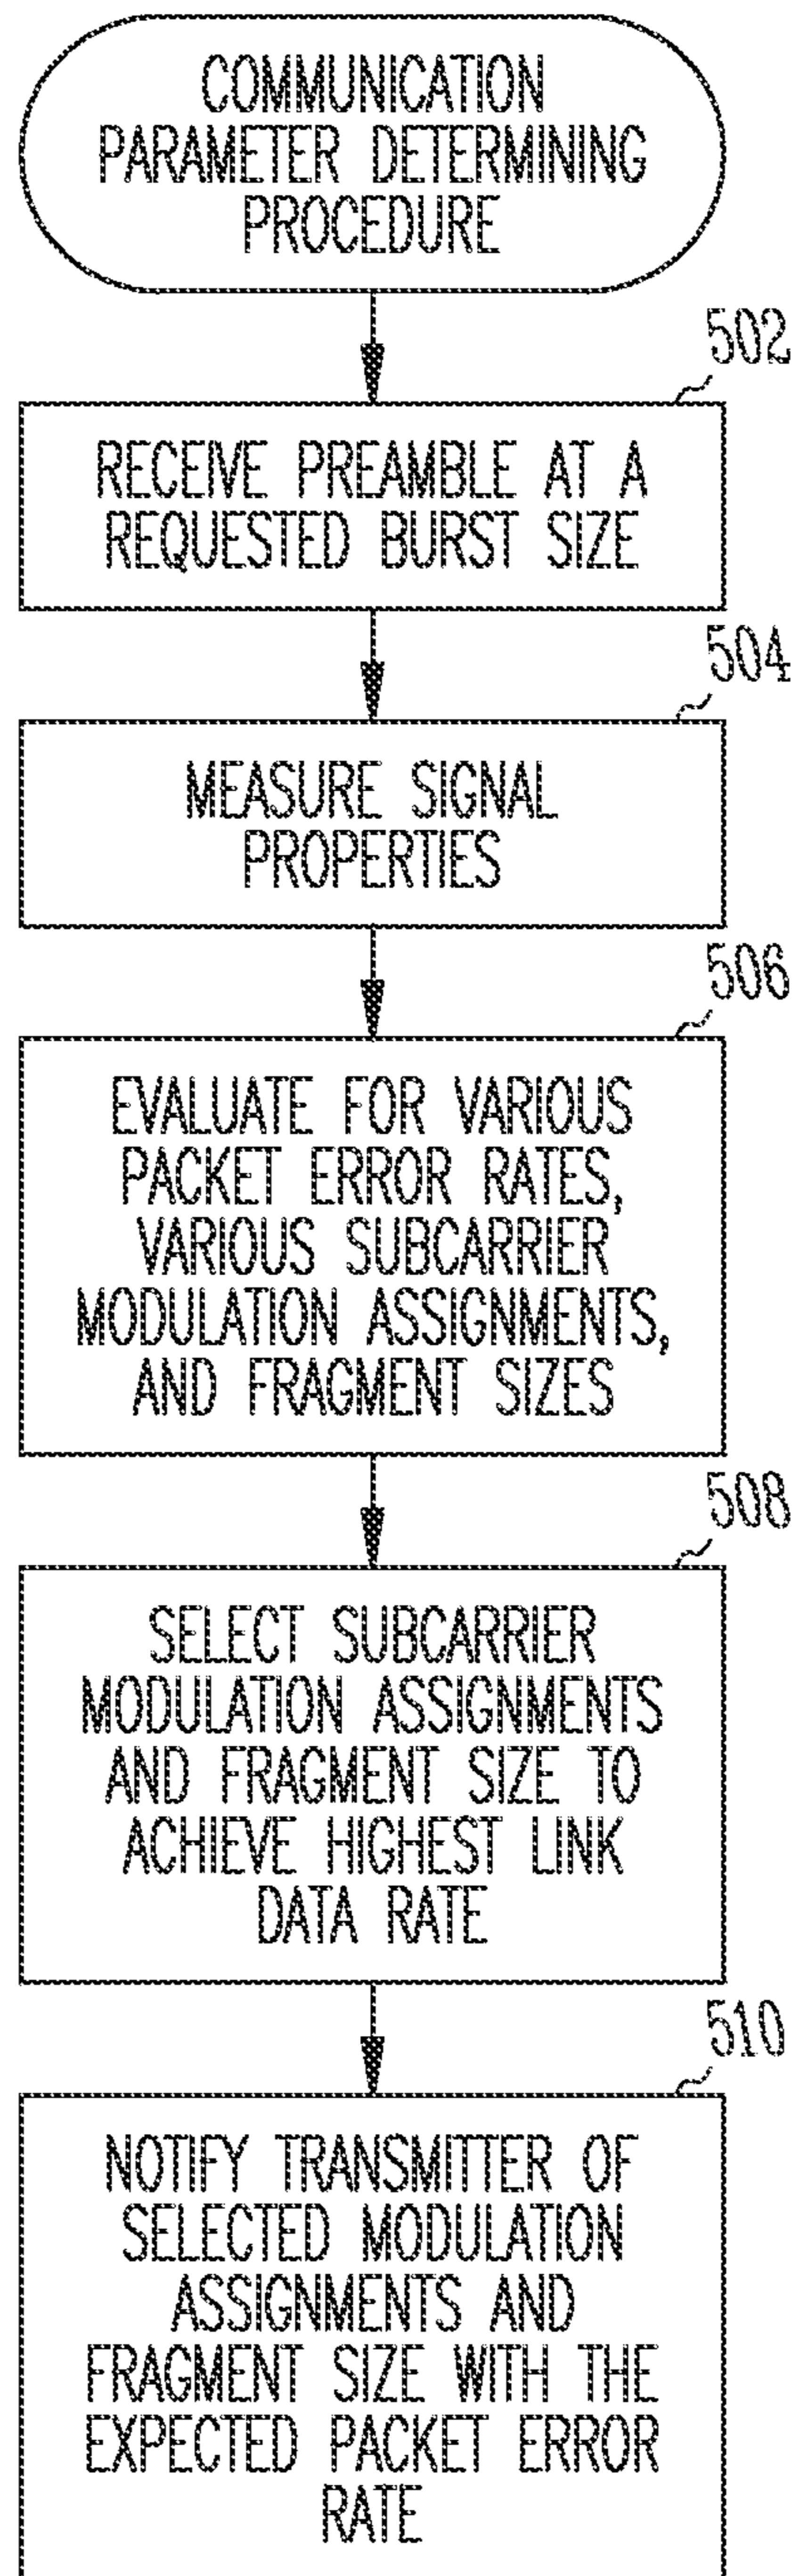 COMMUNICATION
PARAMETER DETERMINING
PROCEDURE
502
RECEIVE PREAMBLE AT A
REQUESTED BURST SIZE
504
MEASURE SIGNAL
PROPERTIES
506
EVALUATE FOR VARIOUS
PACKET ERROR RATES,
VARIOUS SUBCARRIER
MODULATION ASSIGNMENTS,
AND FRAGMENT SIZES
508
SELECT SUBCARRIER
MODULATION ASSIGNMENTS
AND FRAGMENT SIZE TO
ACHIEVE HIGHEST LINK
DATA RATE
510
NOTIFY TRANSMITTER OF
SELECTED MODULATION
ASSIGNMENTS AND
FRAGMENT SIZE WITH THE
EXPECTED PACKET ERROR
RATE